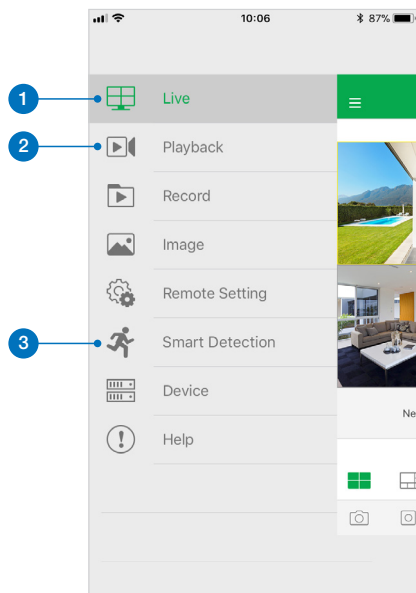 10:06
87%
1
Live
2
Playback
Record
Image
Remote Setting
3
Smart Detection
Device
Ne
Help